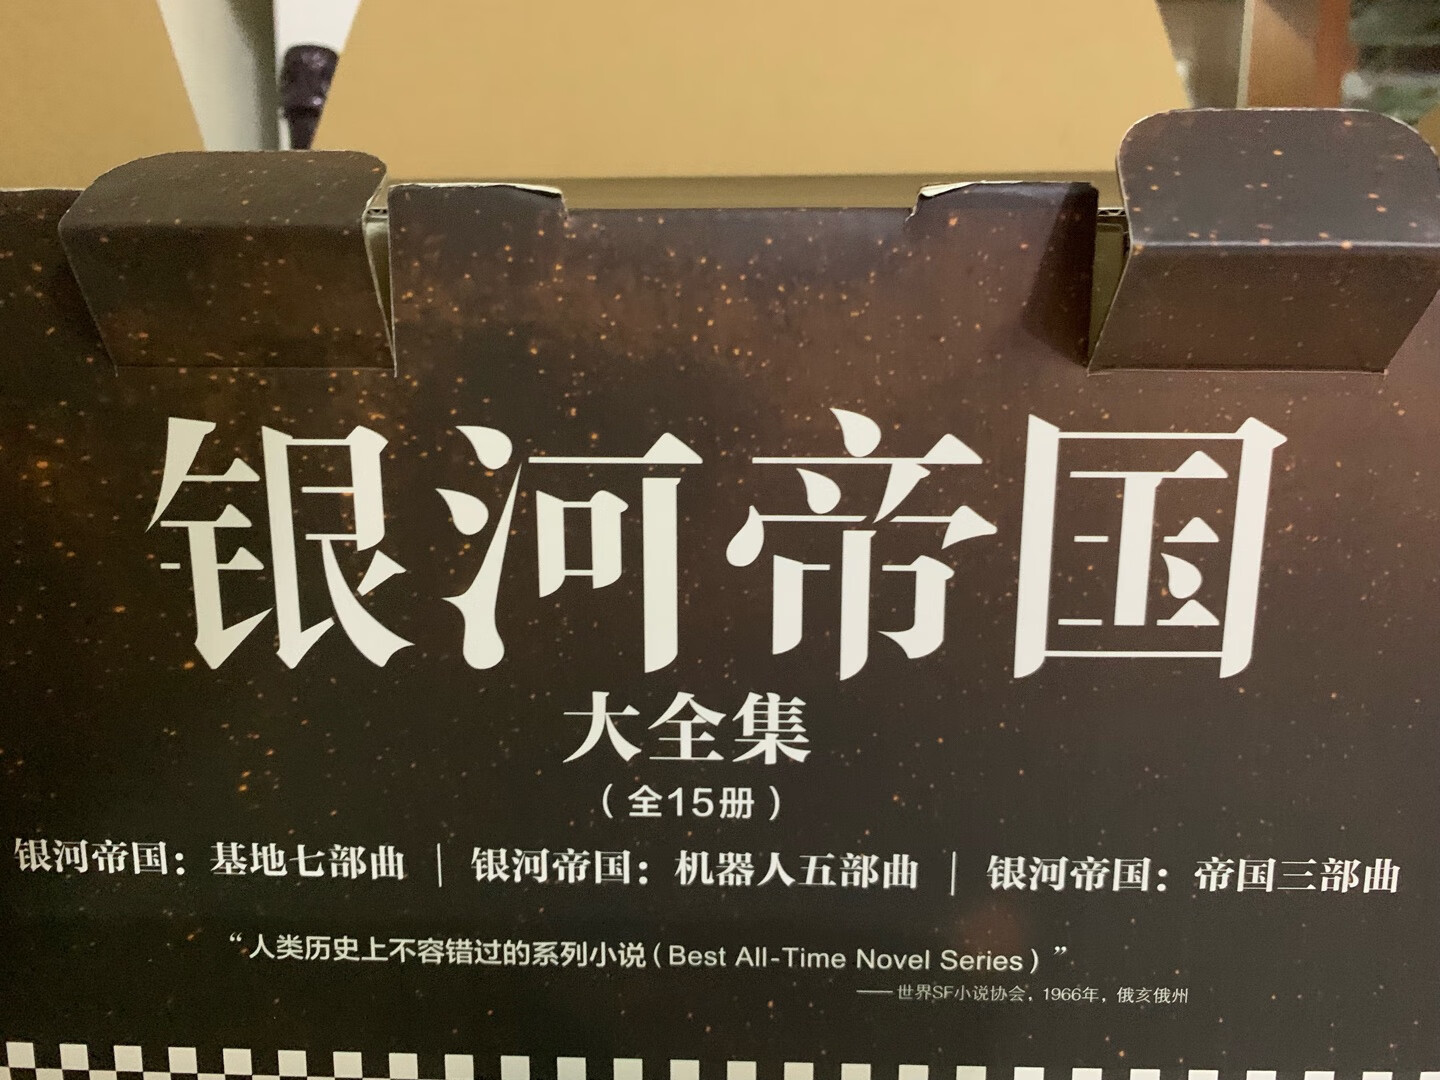 银河帝国
大全集
（全15册）
银河帝国：基地七部曲｜银河帝国：机器人五部曲｜银河帝国：帝国三部曲
“人类历史上不容错过的系列小说（Best All-Time Novel Series）”
——世界SF小说协会，1966年，俄亥俄州